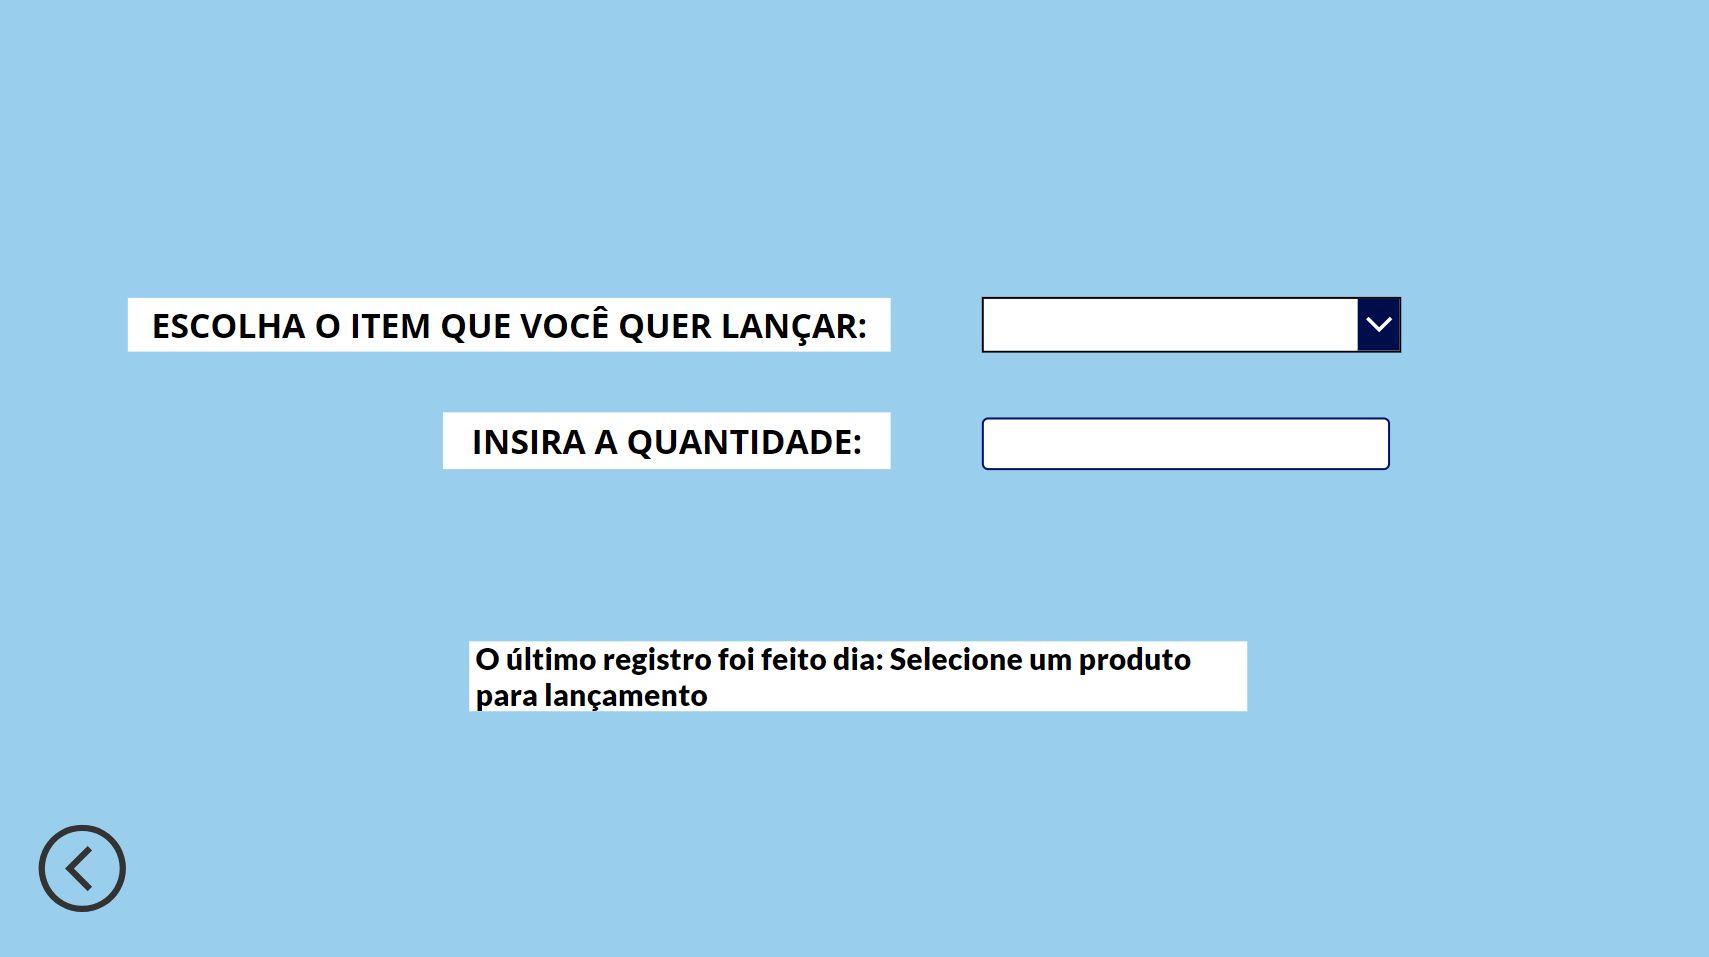 ESCOLHA O ITEM QUE VOCÊ QUER LANÇAR:
INSIRA A QUANTIDADE:
O último registro foi feito dia: Selecione um produto
para lançamento